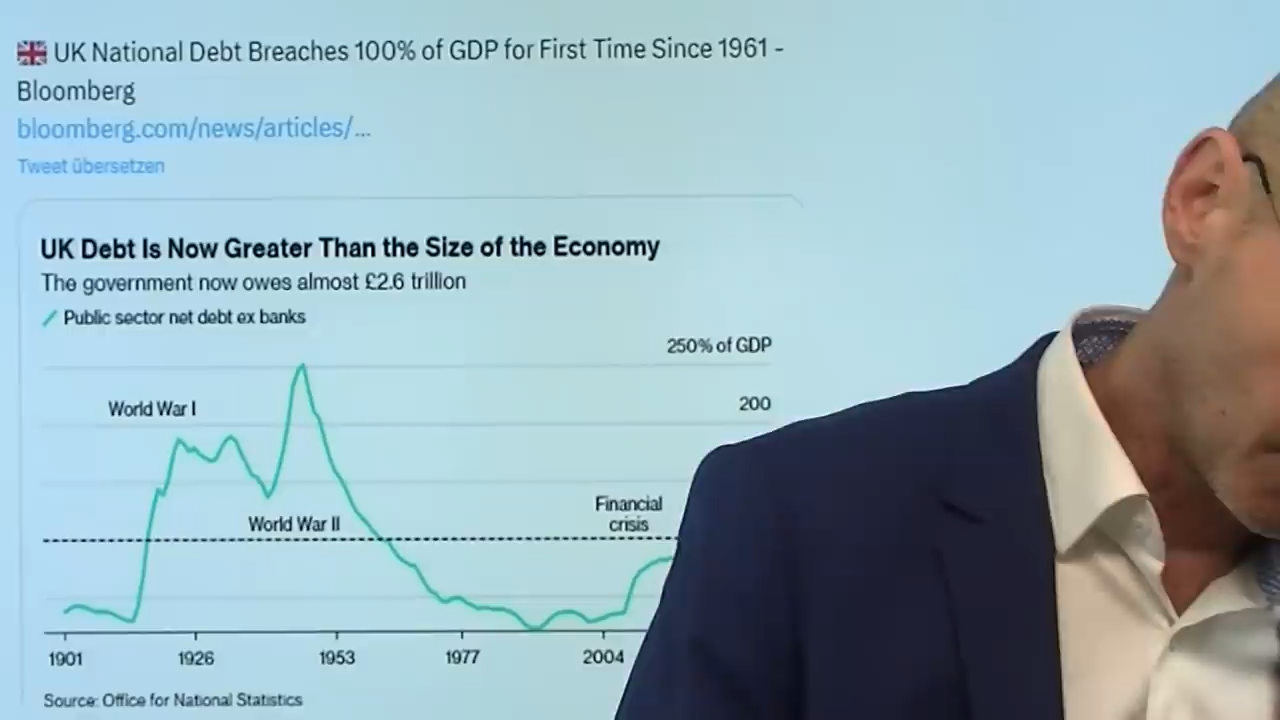 UK National Debt Breaches 100% of GDP for First Time Since 1961 -
Bloomberg
bloomberg.com/news/articles/...
Tweet übersetzen
UK Debt Is Now Greater Than the Size of the Economy
The government now owes almost £2.6 trillion
Public sector net debt ex banks
250% of GDP
World War I
200
World War II
Financial
crisis
1901
1926
1953
1977
2004
Source: Office for National Statistics